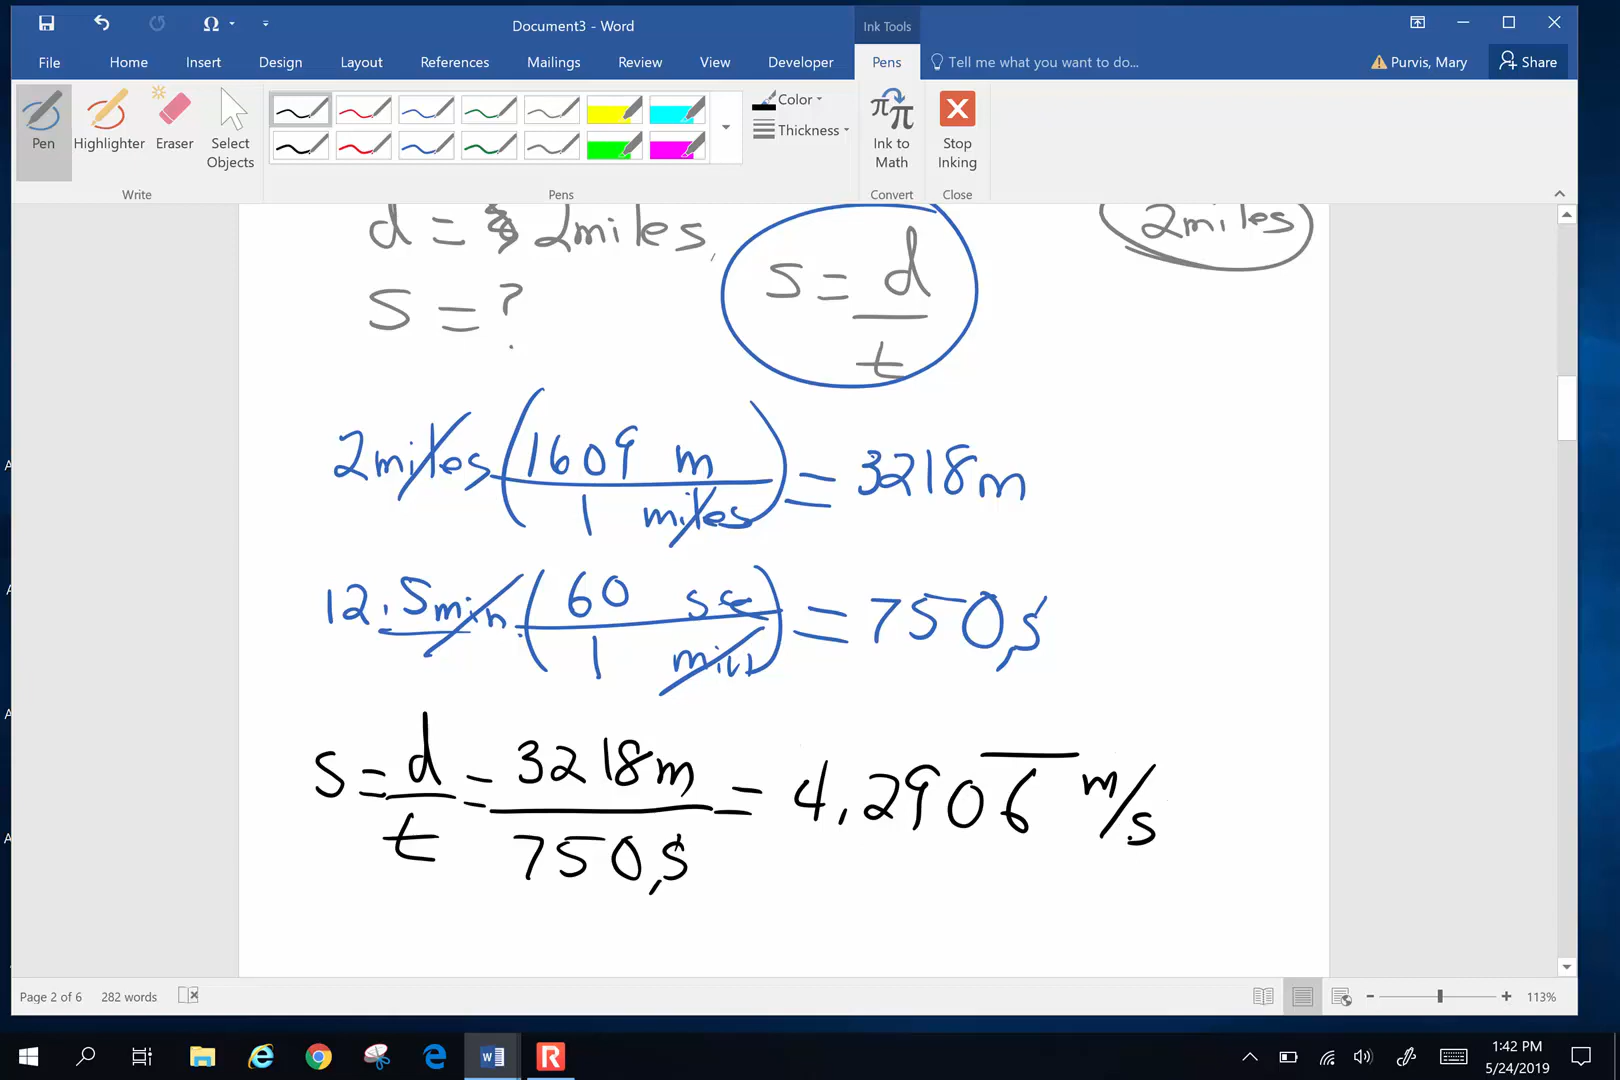 Document3 - Word
Ink Tools
File Home Insert Design Layout References Mailings Review View Developer Pens Tell me what you want to do... Purvis, Mary Share
Pen Highlighter Eraser Select Objects
Write
Pens
Color
Thickness
Ink to Math
Convert
Stop Inking
Close
d = 2miles
2miles
s = d/t
S = ?
2miles (1609 m / 1 miles) = 3218m
12.5min. (60 sec / 1 min) = 750s
s = d/t = 3218m / 750s = 4.2906 m/s
Page 2 of 6 282 words
113%
1:42 PM
5/24/2019